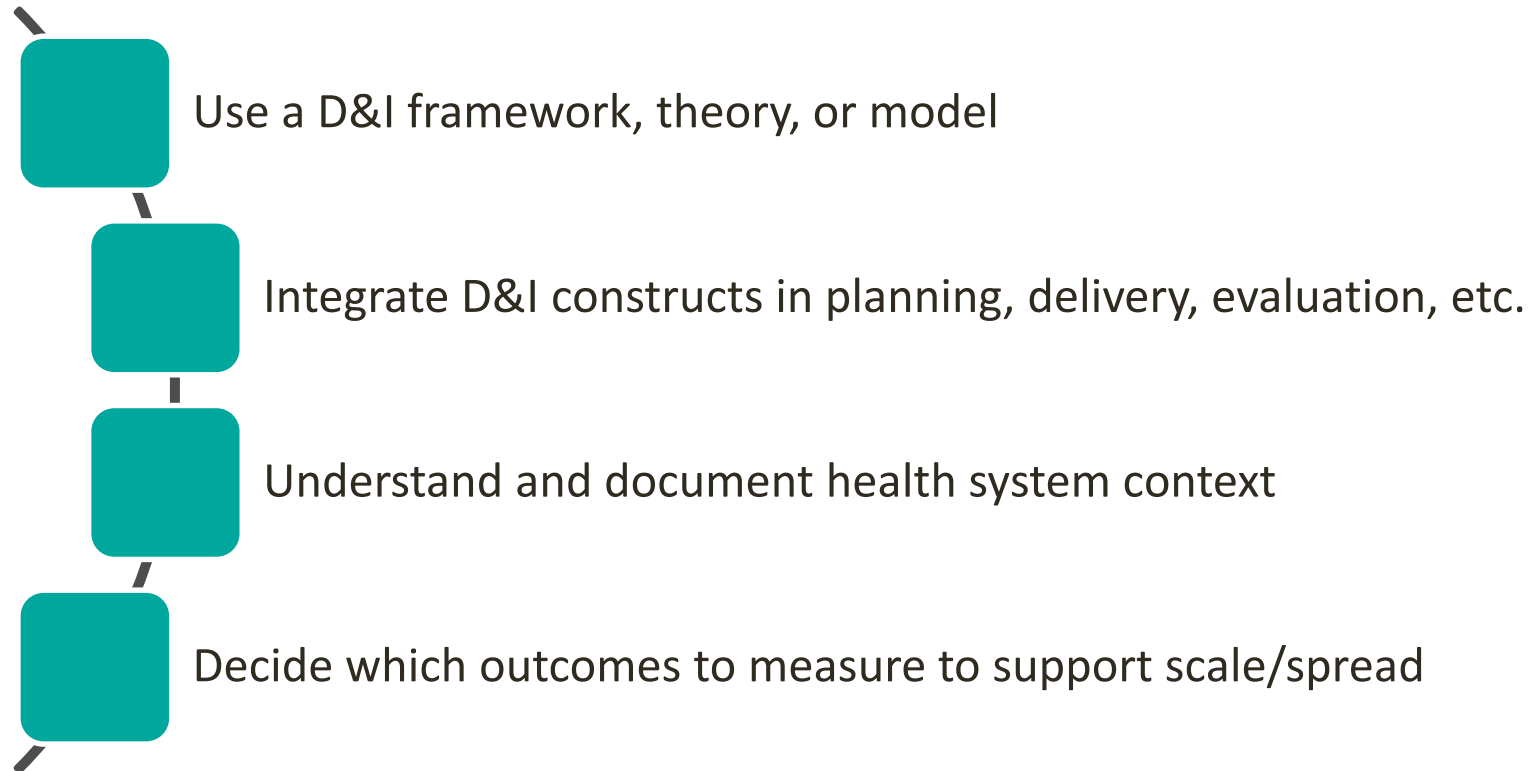 Use a D&I framework, theory, or model
Integrate D&I constructs in planning, delivery, evaluation, etc.
Understand and document health system context
Decide which outcomes to measure to support scale/spread